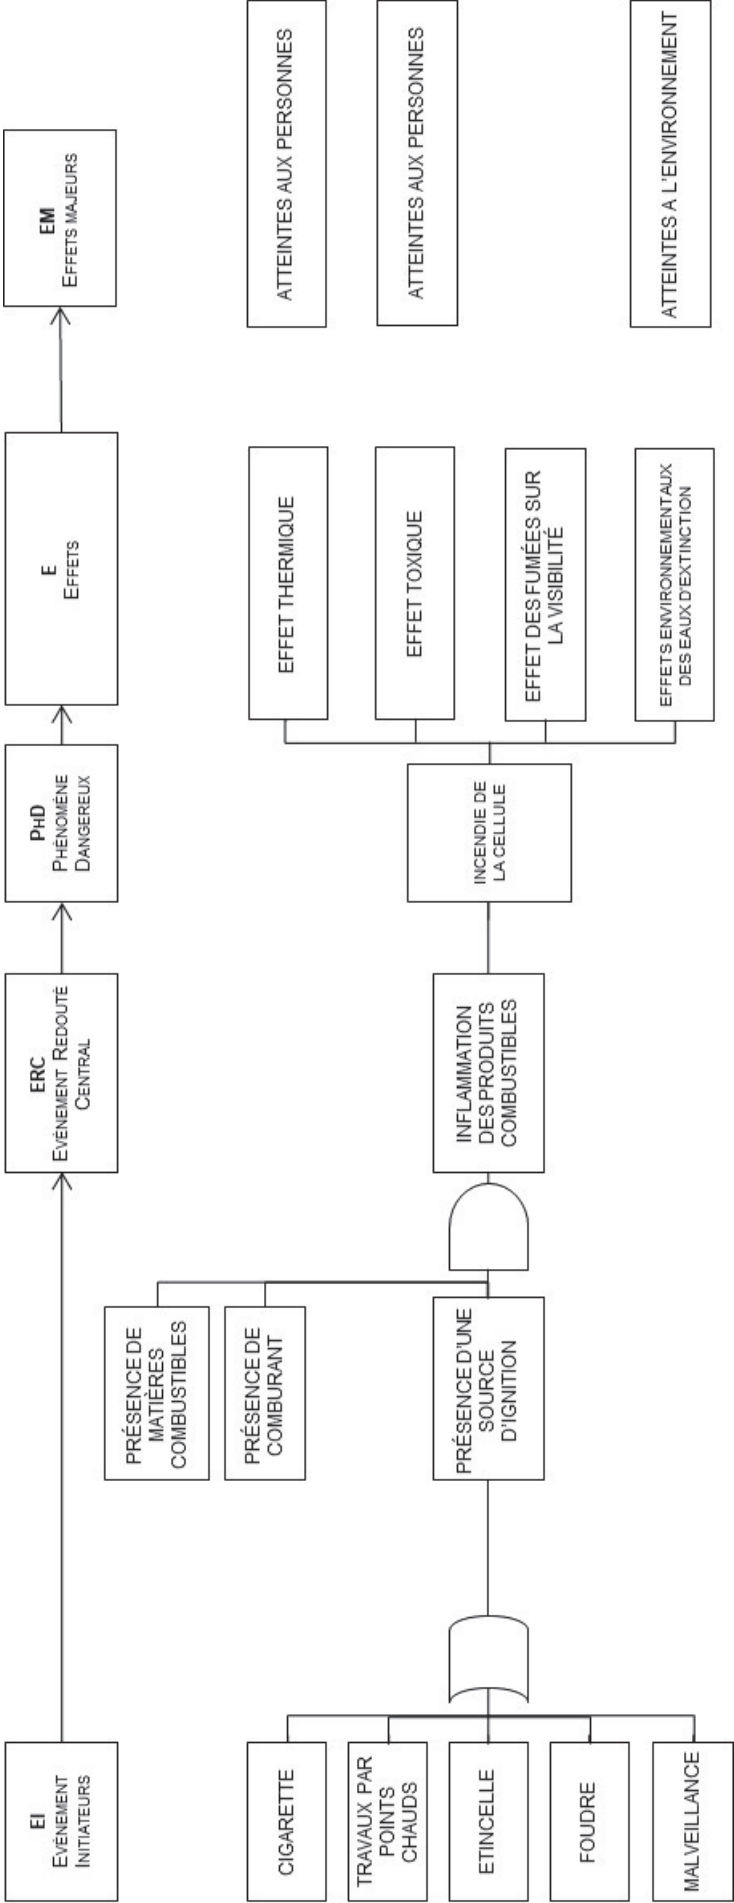 EI
EVÉNEMENT
INITIATEURS
ERC
EVÉNEMENT REDOUTÉ
CENTRAL
PHD
PHÉNOMÈNE
DANGEREUX
E
EFFETS
EM
EFFETS MAJEURS
CIGARETTE
TRAVAUX PAR
POINTS
CHAUDS
ETINCELLE
FOUDRE
MALVEILLANCE
PRÉSENCE DE
MATIÈRES
COMBUSTIBLES
PRÉSENCE DE
COMBURANT
PRÉSENCE D'UNE
SOURCE
D'IGNITION
INFLAMMATION
DES PRODUITS
COMBUSTIBLES
INCENDIE DE
LA CELLULE
EFFET THERMIQUE
EFFET TOXIQUE
EFFET DES FUMÉES SUR
LA VISIBILITÉ
EFFETS ENVIRONNEMENTAUX
DES EAUX D'EXTINCTION
ATTEINTES AUX PERSONNES
ATTEINTES AUX PERSONNES
ATTEINTES A L'ENVIRONNEMENT